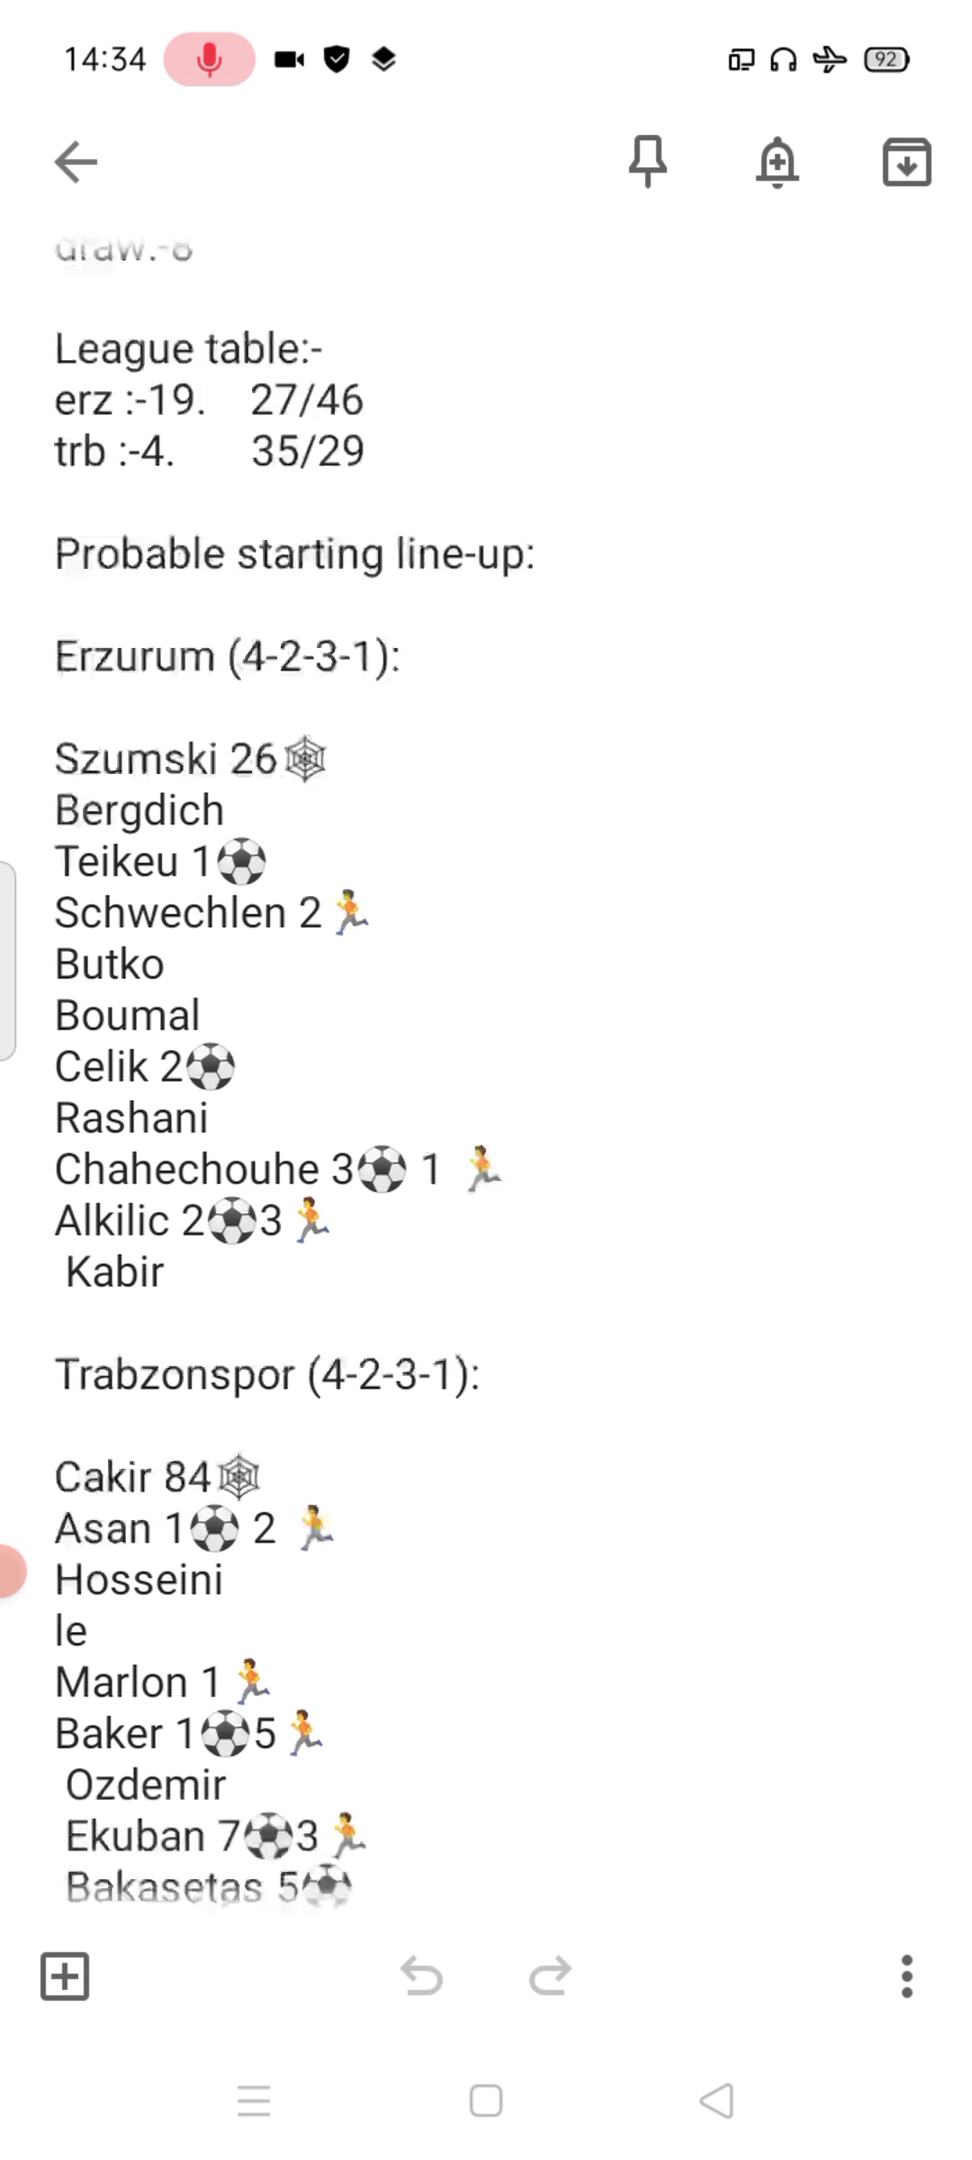 14:34
92
draw.-8
League table:-
erz :-19. 27/46
trb :-4. 35/29
Probable starting line-up:
Erzurum (4-2-3-1):
Szumski 26🕸
Bergdich
Teikeu 1⚽
Schwechlen 2🏃
Butko
Boumal
Celik 2⚽
Rashani
Chahechouhe 3⚽ 1 🏃
Alkilic 2⚽3🏃
Kabir
Trabzonspor (4-2-3-1):
Cakir 84🕸
Asan 1⚽ 2 🏃
Hosseini
le
Marlon 1🏃
Baker 1⚽5🏃
Ozdemir
Ekuban 7⚽3🏃
Bakasetas 5⚽